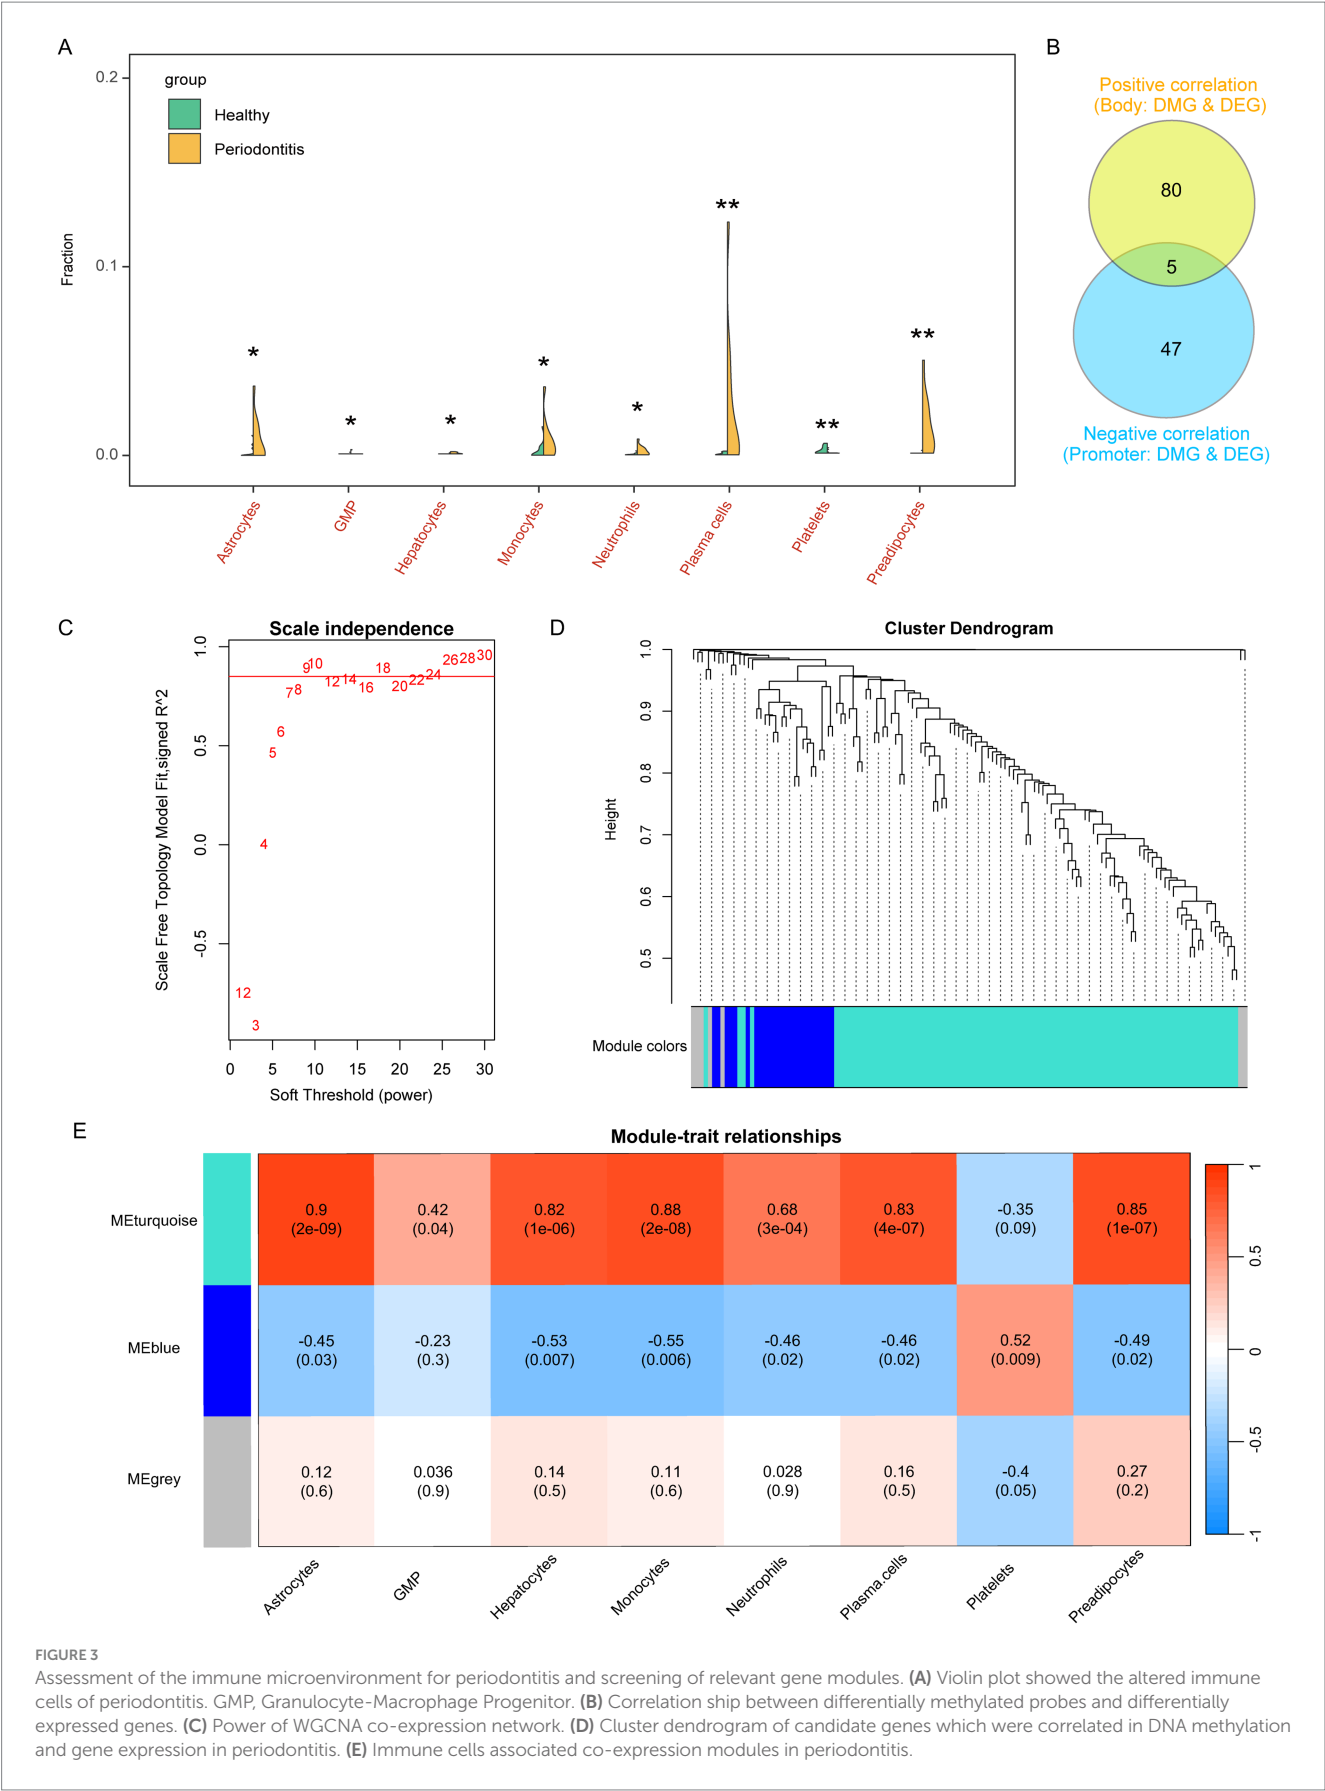 A
group
Healthy
Periodontitis
0.2
0.1
0.0
Fraction
*
*
*
*
*
**
**
**
Astrocytes
GMP
Hepatocytes
Monocytes
Neutrophils
Plasma cells
Platelets
Preadipocytes
B
Positive correlation
(Body: DMG & DEG)
80
5
47
Negative correlation
(Promoter: DMG & DEG)
C
Scale independence
Scale Free Topology Model Fit,signed R^2
1.0
0.5
0.0
-0.5
12
3
4
5
6
7
8
9
10
12
14
16
18
20
22
24
26
28
30
0 5 10 15 20 25 30
Soft Threshold (power)
D
Cluster Dendrogram
Height
1.0
0.9
0.8
0.7
0.6
0.5
Module colors
E
Module-trait relationships
MEturquoise
0.9 0.42 0.82 0.88 0.68 0.83 -0.35 0.85
(2e-09) (0.04) (1e-06) (2e-08) (3e-04) (4e-07) (0.09) (1e-07)
MEblue
-0.45 -0.23 -0.53 -0.55 -0.46 -0.46 0.52 -0.49
(0.03) (0.3) (0.007) (0.006) (0.02) (0.02) (0.009) (0.02)
MEgrey
0.12 0.036 0.14 0.11 0.028 0.16 -0.4 0.27
(0.6) (0.9) (0.5) (0.6) (0.9) (0.5) (0.05) (0.2)
Astrocytes
GMP
Hepatocytes
Monocytes
Neutrophils
Plasma.cells
Platelets
Preadipocytes
1
0.5
0
-0.5
-1
FIGURE 3
Assessment of the immune microenvironment for periodontitis and screening of relevant gene modules. (A) Violin plot showed the altered immune
cells of periodontitis. GMP, Granulocyte-Macrophage Progenitor. (B) Correlation ship between differentially methylated probes and differentially
expressed genes. (C) Power of WGCNA co-expression network. (D) Cluster dendrogram of candidate genes which were correlated in DNA methylation
and gene expression in periodontitis. (E) Immune cells associated co-expression modules in periodontitis.